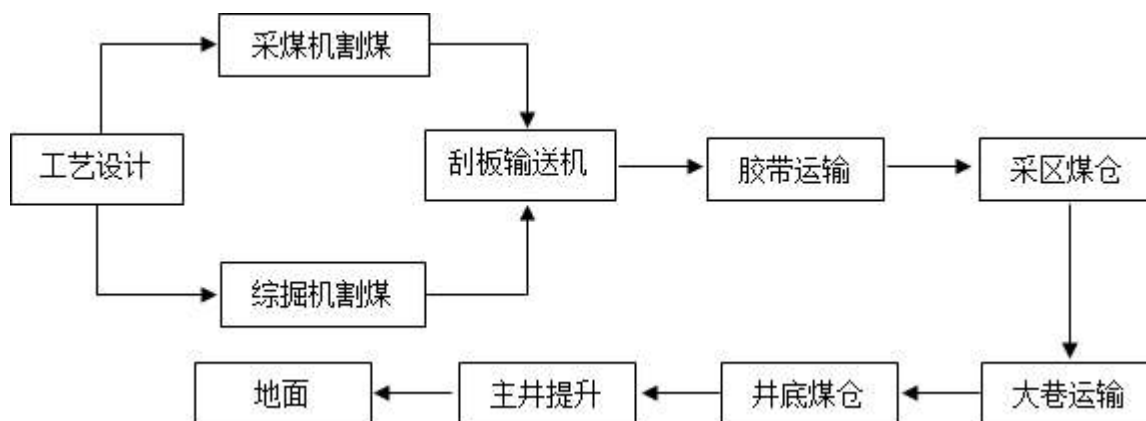 采煤机割煤
工艺设计
刮板输送机
胶带运输
采区煤仓
综掘机割煤
地面
主井提升
井底煤仓
大巷运输